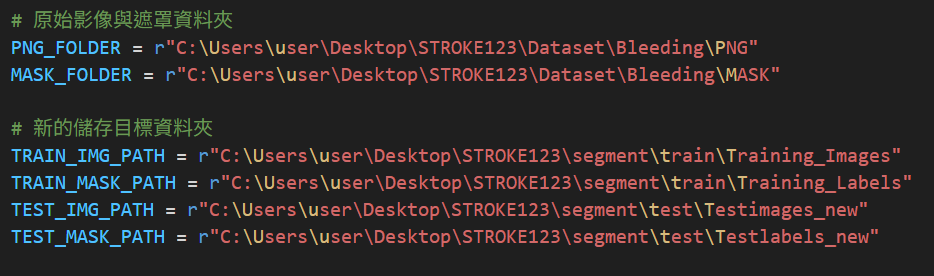 # 原始影像與遮罩資料夾
PNG_FOLDER = r"C:\Users\user\Desktop\STROKE123\Dataset\Bleeding\PNG"
MASK_FOLDER = r"C:\Users\user\Desktop\STROKE123\Dataset\Bleeding\MASK"
# 新的儲存目標資料夾
TRAIN_IMG_PATH = r"C:\Users\user\Desktop\STROKE123\segment\train\Training_Images"
TRAIN_MASK_PATH = r"C:\Users\user\Desktop\STROKE123\segment\train\Training_Labels"
TEST_IMG_PATH = r"C:\Users\user\Desktop\STROKE123\segment\test\Testimages_new"
TEST_MASK_PATH = r"C:\Users\user\Desktop\STROKE123\segment\test\Testlabels_new"